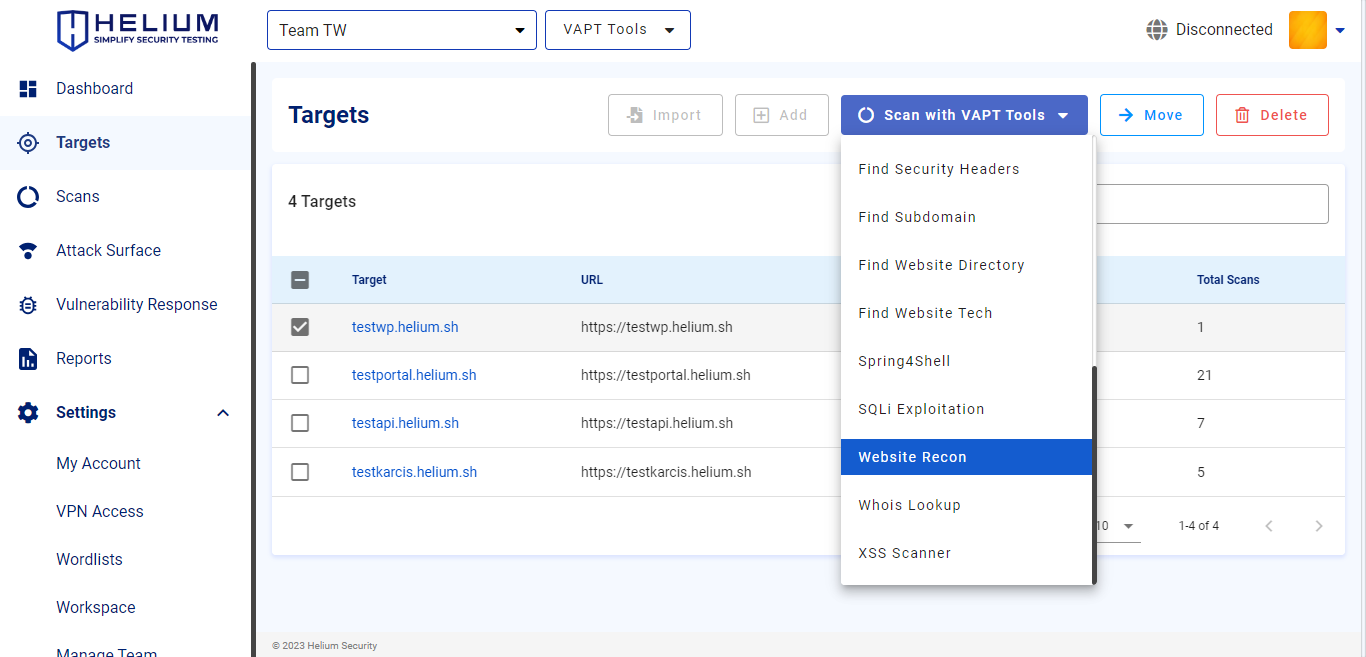 HELIUM
SIMPLIFY SECURITY TESTING
Team TW
VAPT Tools
Disconnected
Dashboard
Targets
Scans
Attack Surface
Vulnerability Response
Reports
Settings
My Account
VPN Access
Wordlists
Workspace
Manage Team
Targets
Import
Add
Scan with VAPT Tools
Move
Delete
Find Security Headers
Find Subdomain
Find Website Directory
Find Website Tech
Spring4Shell
SQLi Exploitation
Website Recon
Whois Lookup
XSS Scanner
4 Targets
Target URL Total Scans
testwp.helium.sh https://testwp.helium.sh 1
testportal.helium.sh https://testportal.helium.sh 21
testapi.helium.sh https://testapi.helium.sh 7
testkarcis.helium.sh https://testkarcis.helium.sh 5
10 1-4 of 4
© 2023 Helium Security